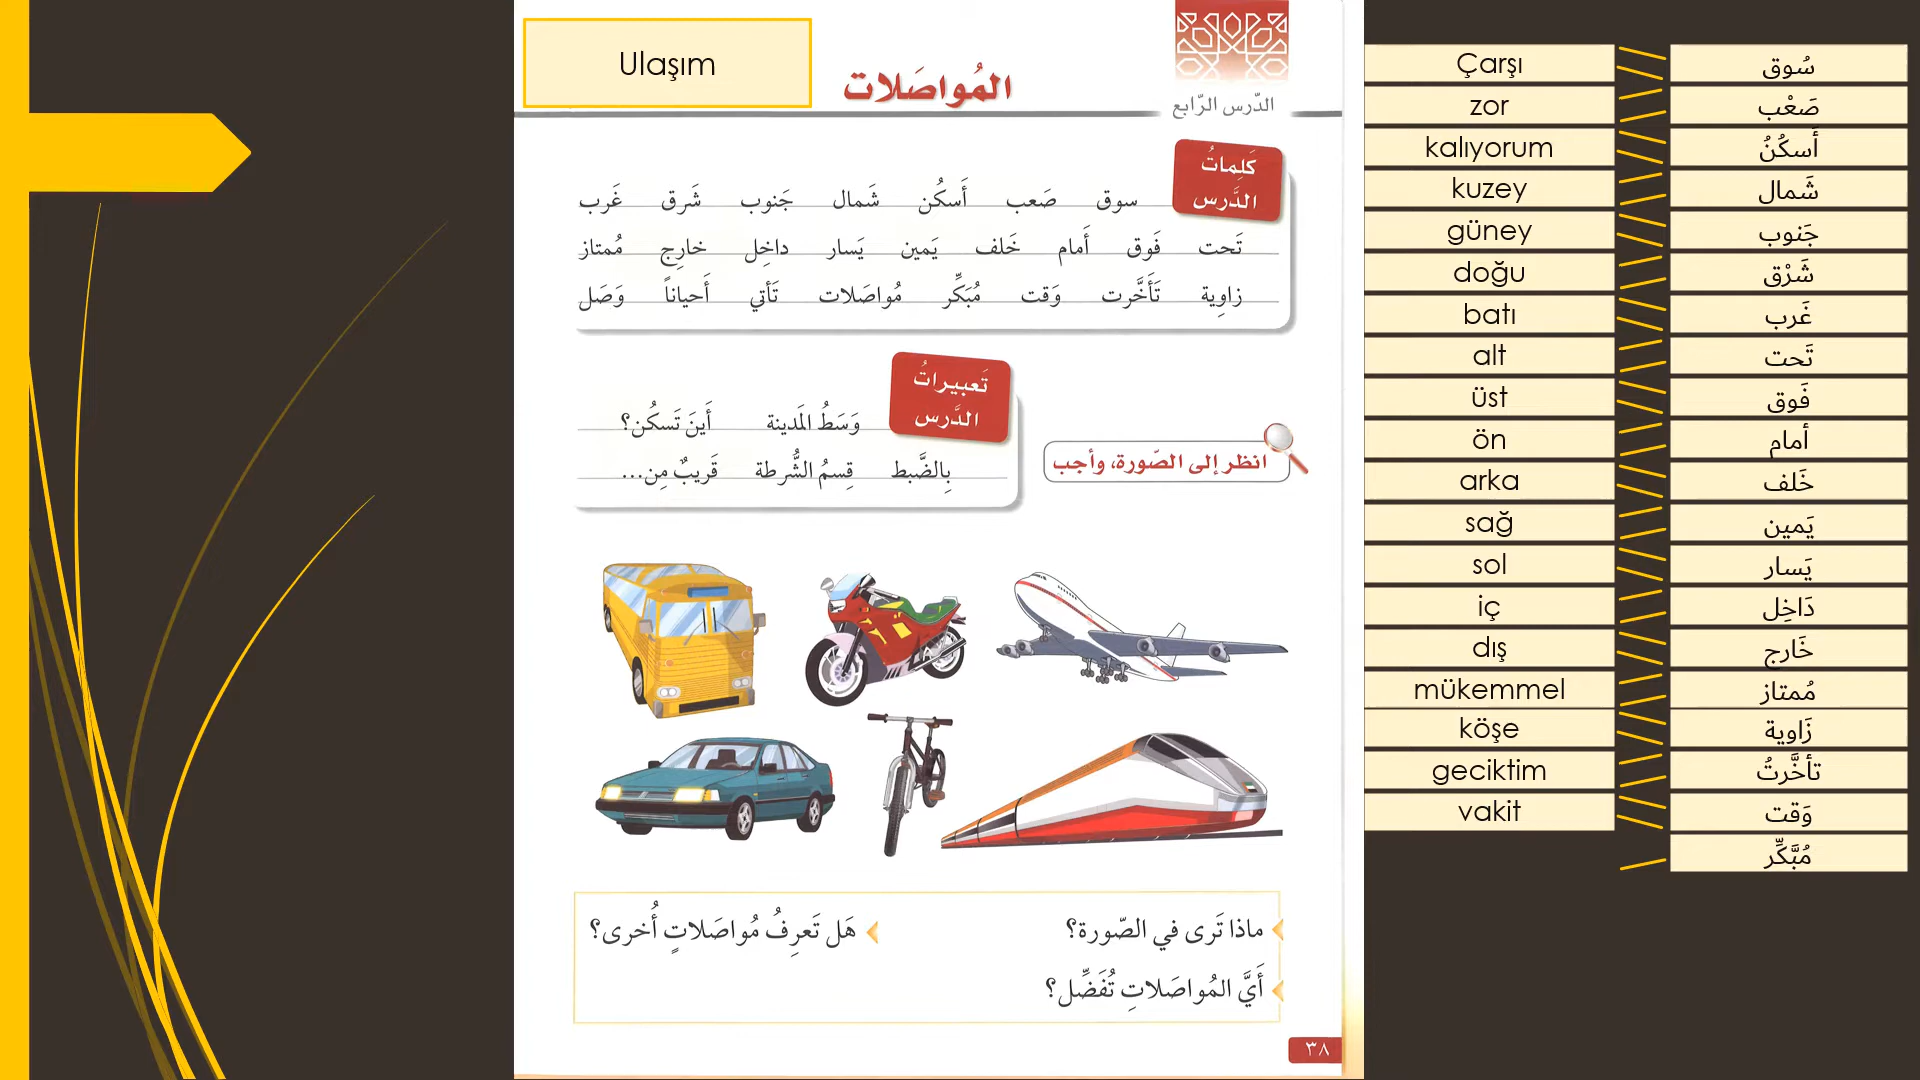 Ulaşım
المُواصَلات
الدّرس الرّابع
كَلِماتُ
الدَّرس
سوق صَعب أَسكُن شَمال جَنوب شَرق غَرب
تَحت فَوق أَمام خَلف يَمين يَسار داخِل خارِج مُمتاز
زاوِية تَأَخَّرت وَقت مُبَكِّر مُواصَلات تَأتي أَحياناً وَصَل
تَعبيراتُ
الدَّرس
وَسَطُ المَدينة أَينَ تَسكُن؟
بِالضَّبط قِسمُ الشُّرطة قَريبٌ مِن...
انظر إلى الصّورة، وأجب
ماذا تَرى في الصّورة؟
هَل تَعرِفُ مُواصَلاتٍ أُخرى؟
أَيَّ المُواصَلاتِ تُفَضِّل؟
٣٨
Çarşı سُوق
zor صَعْب
kalıyorum أَسكُنُ
kuzey شَمال
güney جَنوب
doğu شَرْق
batı غَرب
alt تَحت
üst فَوق
ön أمام
arka خَلف
sağ يَمين
sol يَسار
iç دَاخِل
dış خَارج
mükemmel مُمتاز
köşe زَاوية
geciktim تأخَّرتُ
vakit وَقت
مُبَّكِّر